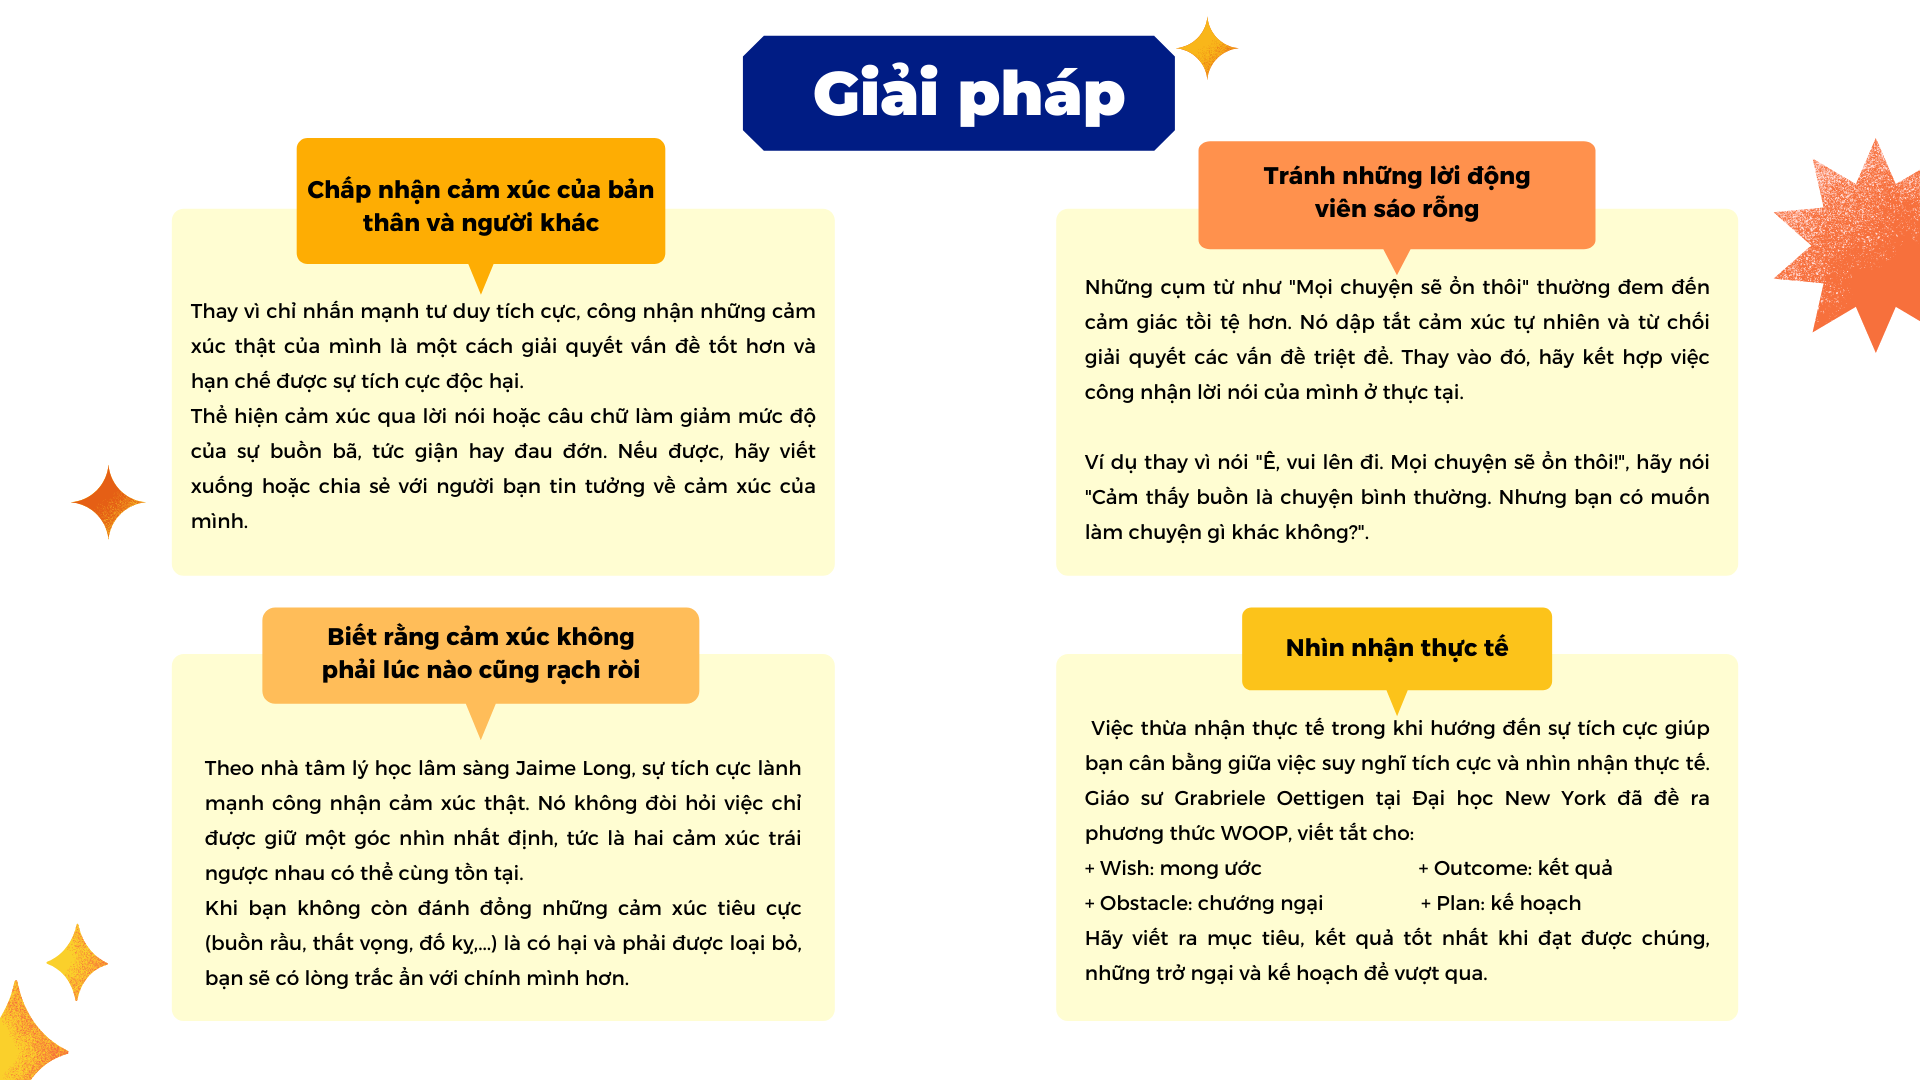 Giải pháp
Chấp nhận cảm xúc của bản
thân và người khác
Thay vì chỉ nhấn mạnh tư duy tích cực, công nhận những cảm
xúc thật của mình là một cách giải quyết vấn đề tốt hơn và
hạn chế được sự tích cực độc hại.
Thể hiện cảm xúc qua lời nói hoặc câu chữ làm giảm mức độ
của sự buồn bã, tức giận hay đau đớn. Nếu được, hãy viết
xuống hoặc chia sẻ với người bạn tin tưởng về cảm xúc của
mình.
Tránh những lời động
viên sáo rỗng
Những cụm từ như "Mọi chuyện sẽ ổn thôi" thường đem đến
cảm giác tồi tệ hơn. Nó dập tắt cảm xúc tự nhiên và từ chối
giải quyết các vấn đề triệt để. Thay vào đó, hãy kết hợp việc
công nhận lời nói của mình ở thực tại.
Ví dụ thay vì nói "Ê, vui lên đi. Mọi chuyện sẽ ổn thôi!", hãy nói
"Cảm thấy buồn là chuyện bình thường. Nhưng bạn có muốn
làm chuyện gì khác không?".
Biết rằng cảm xúc không
phải lúc nào cũng rạch ròi
Theo nhà tâm lý học lâm sàng Jaime Long, sự tích cực lành
mạnh công nhận cảm xúc thật. Nó không đòi hỏi việc chỉ
được giữ một góc nhìn nhất định, tức là hai cảm xúc trái
ngược nhau có thể cùng tồn tại.
Khi bạn không còn đánh đồng những cảm xúc tiêu cực
(buồn rầu, thất vọng, đố kỵ,...) là có hại và phải được loại bỏ,
bạn sẽ có lòng trắc ẩn với chính mình hơn.
Nhìn nhận thực tế
Việc thừa nhận thực tế trong khi hướng đến sự tích cực giúp
bạn cân bằng giữa việc suy nghĩ tích cực và nhìn nhận thực tế.
Giáo sư Grabriele Oettigen tại Đại học New York đã đề ra
phương thức WOOP, viết tắt cho:
+ Wish: mong ước + Outcome: kết quả
+ Obstacle: chướng ngại + Plan: kế hoạch
Hãy viết ra mục tiêu, kết quả tốt nhất khi đạt được chúng,
những trở ngại và kế hoạch để vượt qua.